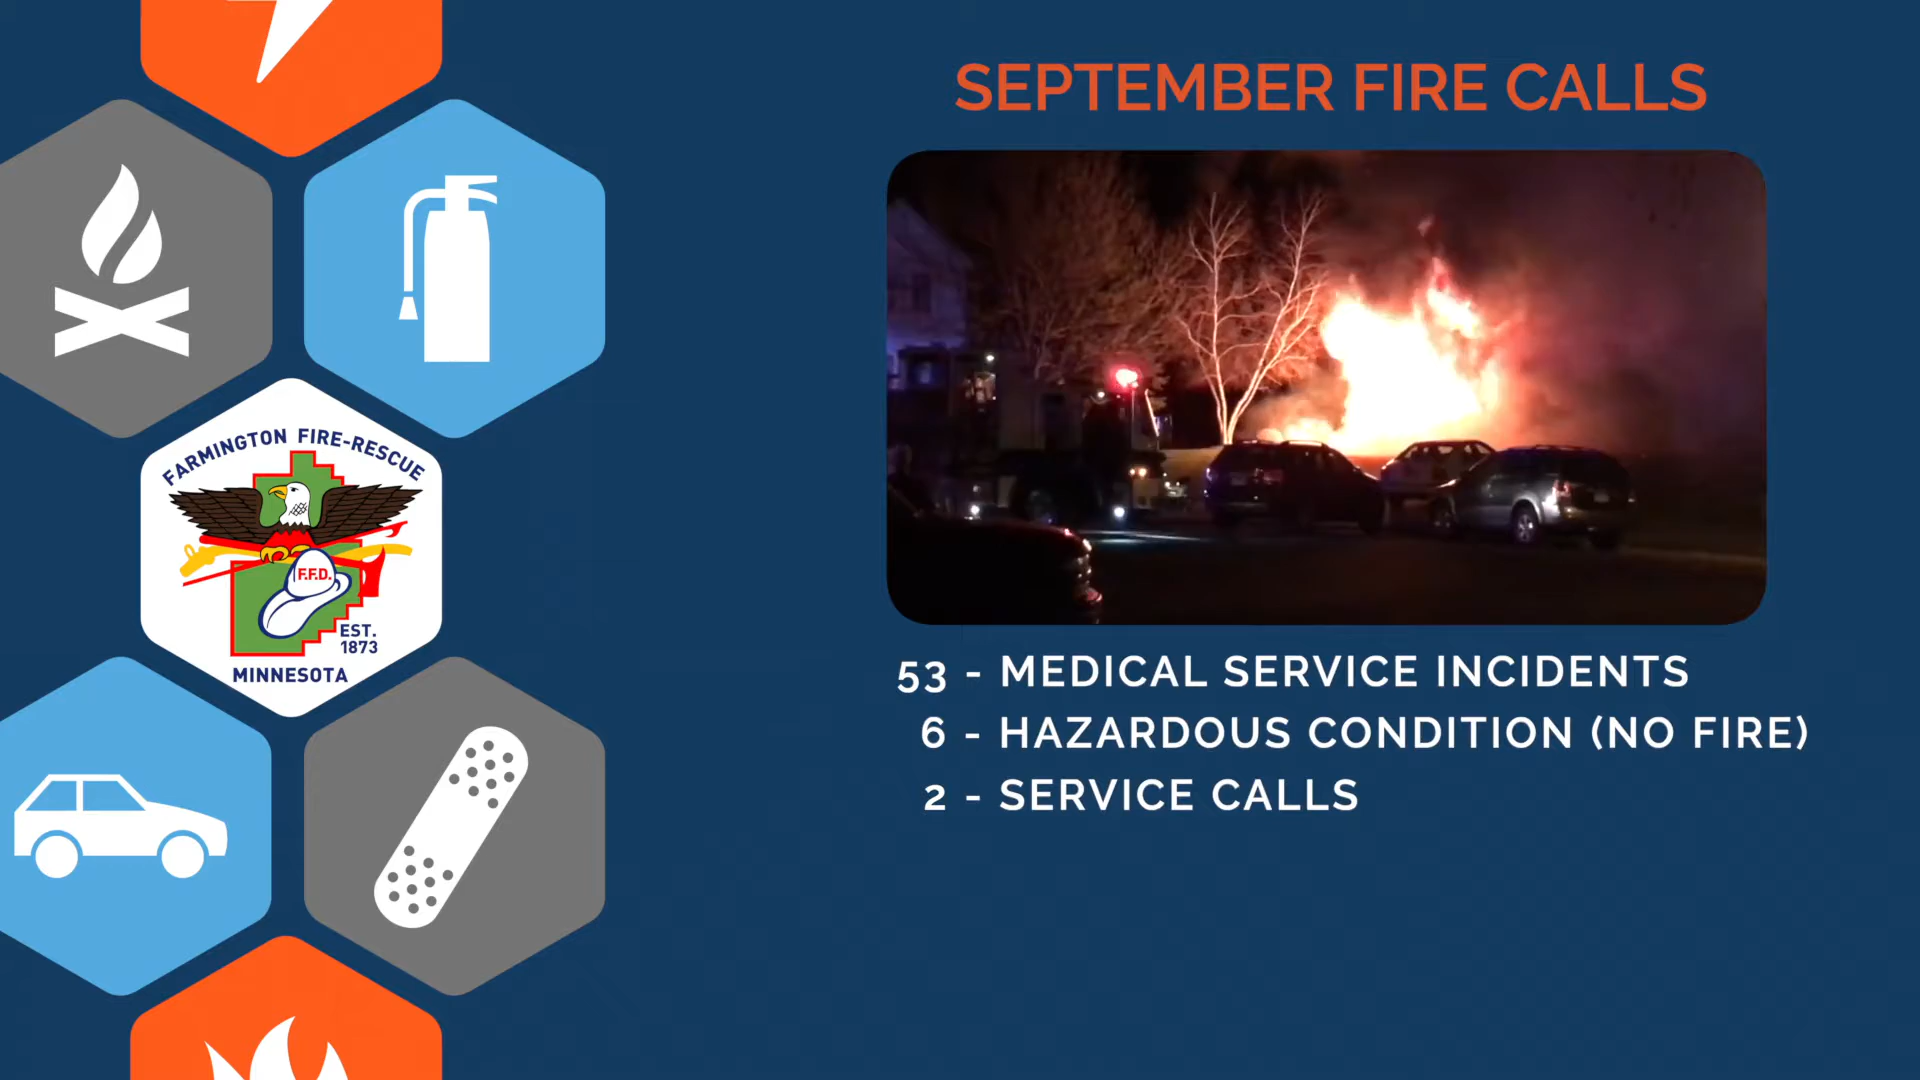 SEPTEMBER FIRE CALLS
FARMINGTON FIRE-RESCUE
F.F.D.
EST.
1873
MINNESOTA
53 - MEDICAL SERVICE INCIDENTS
6 - HAZARDOUS CONDITION (NO FIRE)
2 - SERVICE CALLS